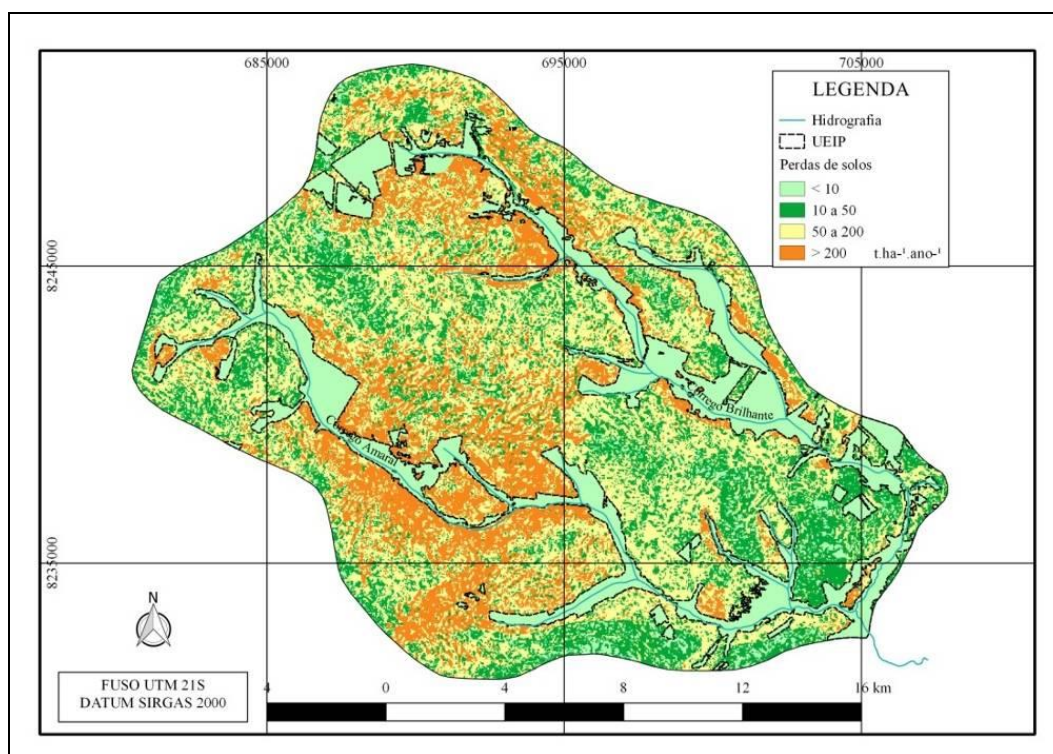 685000
695000
705000
LEGENDA
Hidrografia
UEIP
Perdas de solos
< 10
10 a 50
50 a 200
> 200 t.ha-¹.ano-¹
8245000
8235000
Córrego Brilhante
Córrego Amaral
N
FUSO UTM 21S
DATUM SIRGAS 2000
4 0 4 8 12 16 km